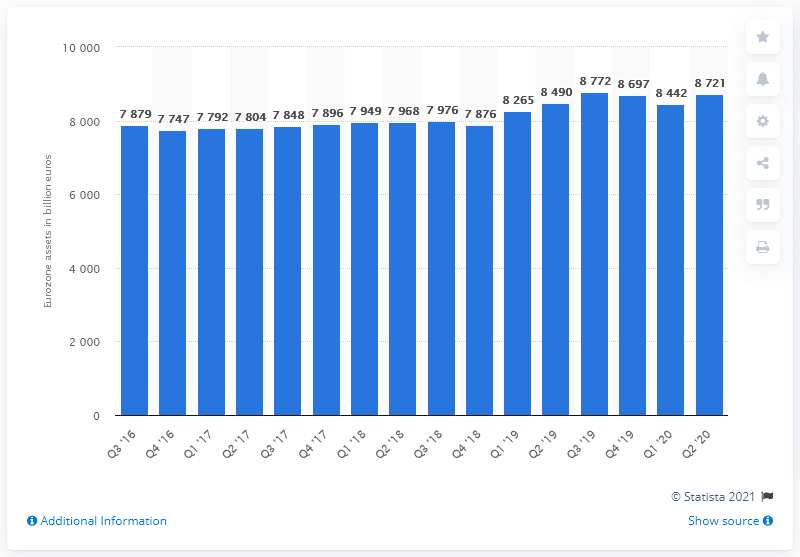 10 000
8 000
6 000
4 000
2 000
0
Eurozone assets in billion euros
7 879 7 747 7 792 7 804 7 848 7 896 7 949 7 968 7 976 7 876 8 265 8 490 8 772 8 697 8 442 8 721
Q3 '16 Q4 '16 Q1 '17 Q2 '17 Q3 '17 Q4 '17 Q1 '18 Q2 '18 Q3 '18 Q4 '18 Q1 '19 Q2 '19 Q3 '19 Q4 '19 Q1 '20 Q2 '20
© Statista 2021
Additional Information
Show source